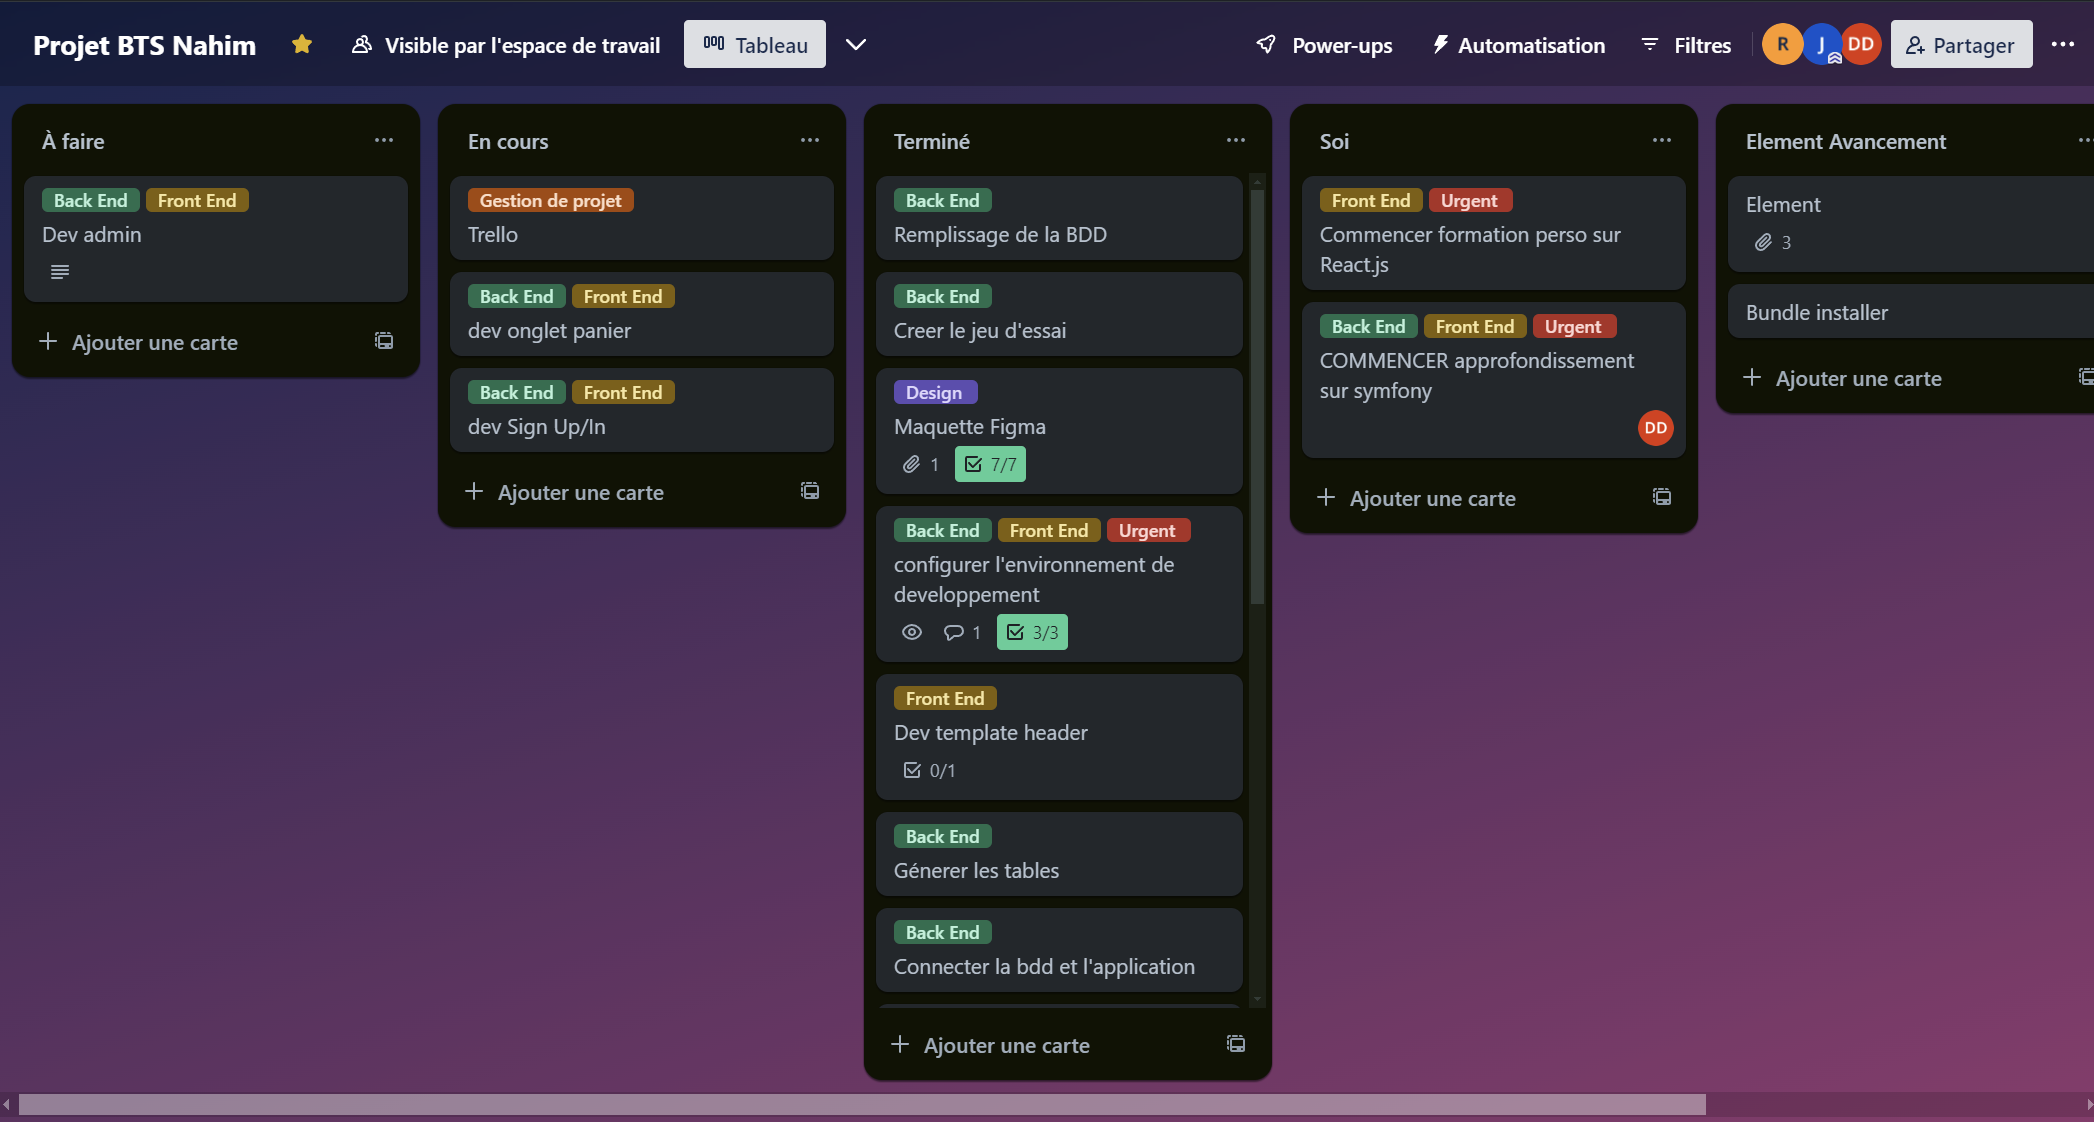 Projet BTS Nahim
Visible par l'espace de travail
Tableau
Power-ups
Automatisation
Filtres
R
J
DD
Partager
À faire
Back End Front End
Dev admin
Ajouter une carte
En cours
Gestion de projet
Trello
Back End Front End
dev onglet panier
Back End Front End
dev Sign Up/In
Ajouter une carte
Terminé
Back End
Remplissage de la BDD
Back End
Creer le jeu d'essai
Design
Maquette Figma
1 7/7
Back End Front End Urgent
configurer l'environnement de
developpement
1 3/3
Front End
Dev template header
0/1
Back End
Génerer les tables
Back End
Connecter la bdd et l'application
Ajouter une carte
Soi
Front End Urgent
Commencer formation perso sur
React.js
Back End Front End Urgent
COMMENCER approfondissement
sur symfony
DD
Ajouter une carte
Element Avancement
Element
3
Bundle installer
Ajouter une carte